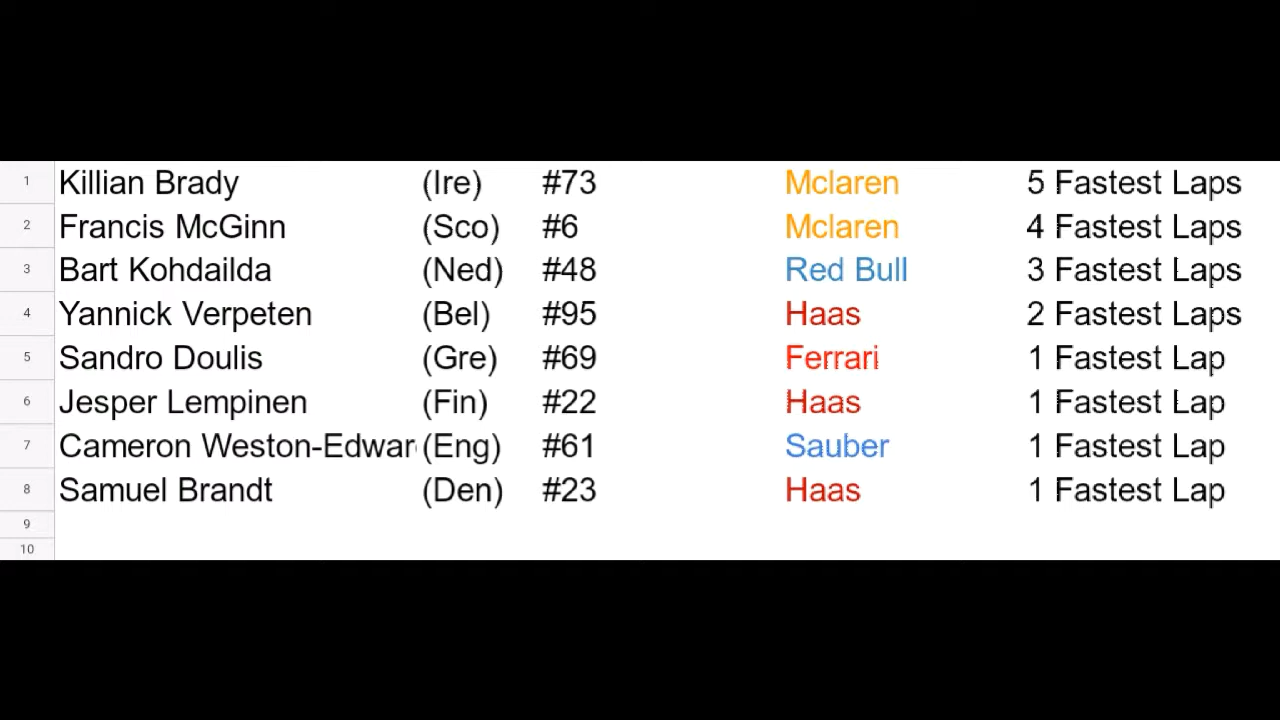 1 Killian Brady (Ire) #73 Mclaren 5 Fastest Laps
2 Francis McGinn (Sco) #6 Mclaren 4 Fastest Laps
3 Bart Kohdailda (Ned) #48 Red Bull 3 Fastest Laps
4 Yannick Verpeten (Bel) #95 Haas 2 Fastest Laps
5 Sandro Doulis (Gre) #69 Ferrari 1 Fastest Lap
6 Jesper Lempinen (Fin) #22 Haas 1 Fastest Lap
7 Cameron Weston-Edwar (Eng) #61 Sauber 1 Fastest Lap
8 Samuel Brandt (Den) #23 Haas 1 Fastest Lap
9
10